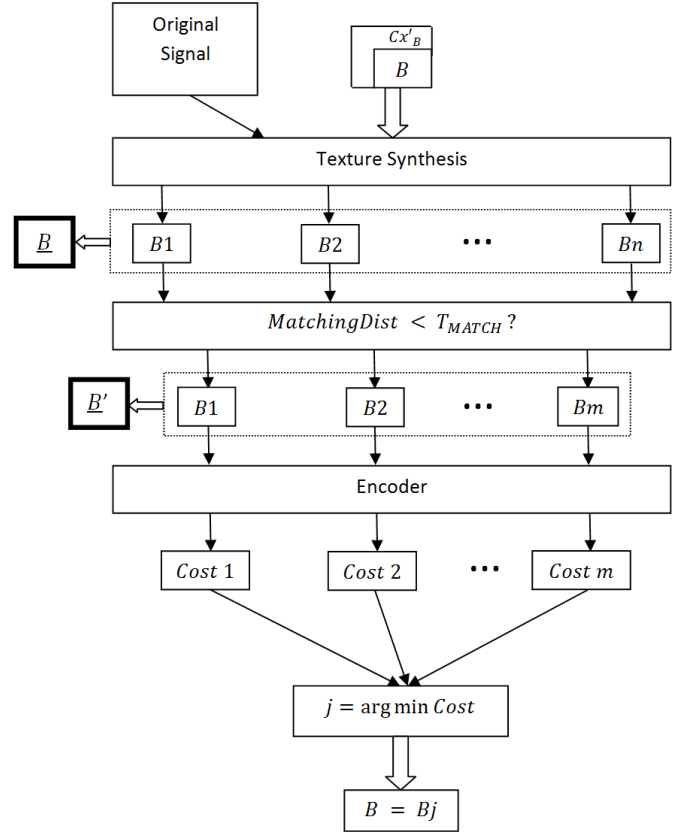 Original
Signal
Cx′B
B
Texture Synthesis
B
B1
B2
...
Bn
MatchingDist < TMATCH ?
B'
B1
B2
...
Bm
Encoder
Cost 1
Cost 2
...
Cost m
j = arg min Cost
B = Bj